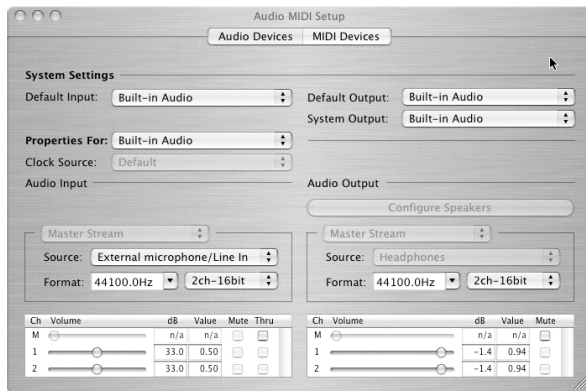 Audio MIDI Setup
Audio Devices MIDI Devices
System Settings
Default Input: Built-in Audio
Default Output: Built-in Audio
System Output: Built-in Audio
Properties For: Built-in Audio
Clock Source: Default
Audio Input
Audio Output
Configure Speakers
Master Stream
Source: External microphone/Line In
Format: 44100.0Hz 2ch-16bit
Master Stream
Source: Headphones
Format: 44100.0Hz 2ch-16bit
Ch Volume dB Value Mute Thru
M n/a n/a
1 33.0 0.50
2 33.0 0.50
Ch Volume dB Value Mute
M n/a n/a
1 -1.4 0.94
2 -1.4 0.94